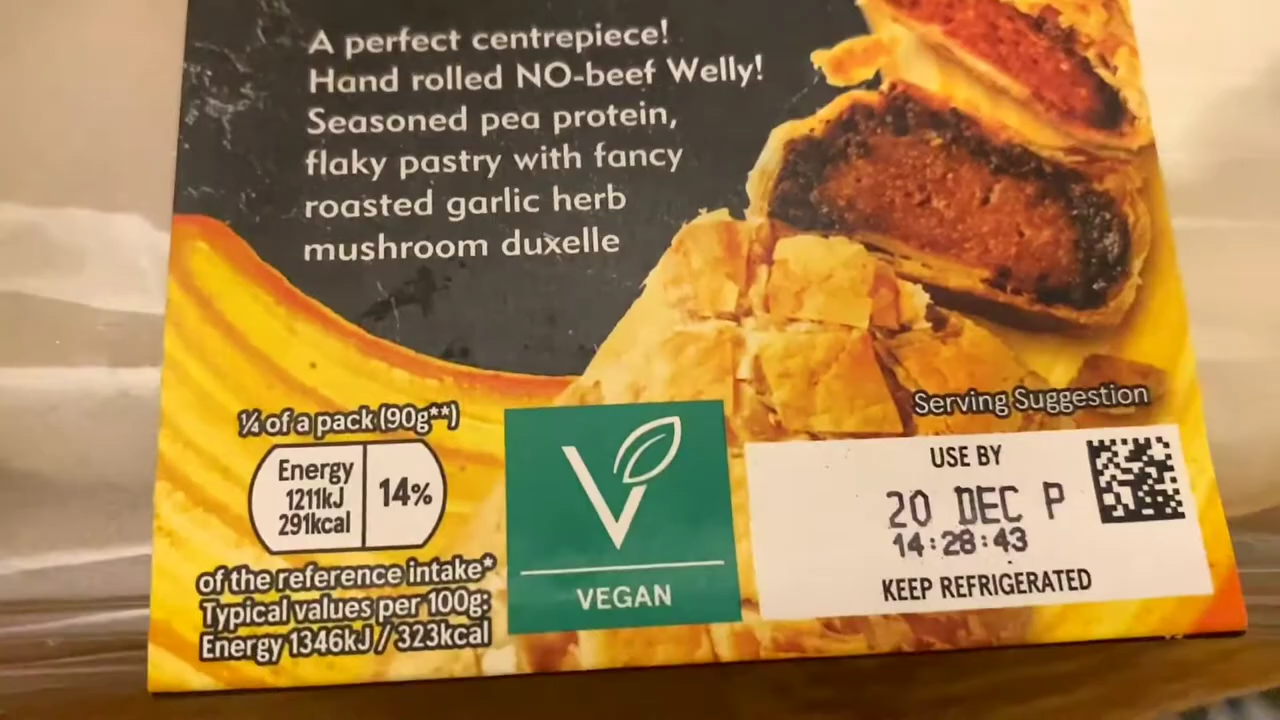 A perfect centrepiece!
Hand rolled NO-beef Welly!
Seasoned pea protein,
flaky pastry with fancy
roasted garlic herb
mushroom duxelle
Serving Suggestion
¼ of a pack (90g**)
Energy
1211kJ
291kcal
14%
of the reference intake*
Typical values per 100g:
Energy 1346kJ / 323kcal
V
VEGAN
USE BY
20 DEC P
14:28:43
KEEP REFRIGERATED